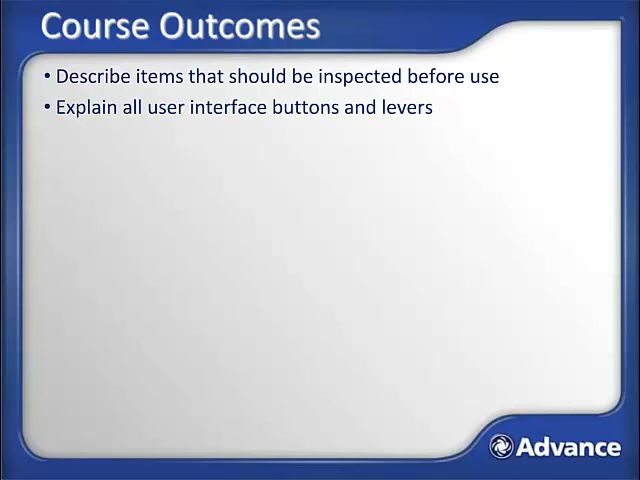 Course Outcomes
• Describe items that should be inspected before use
• Explain all user interface buttons and levers
Advance